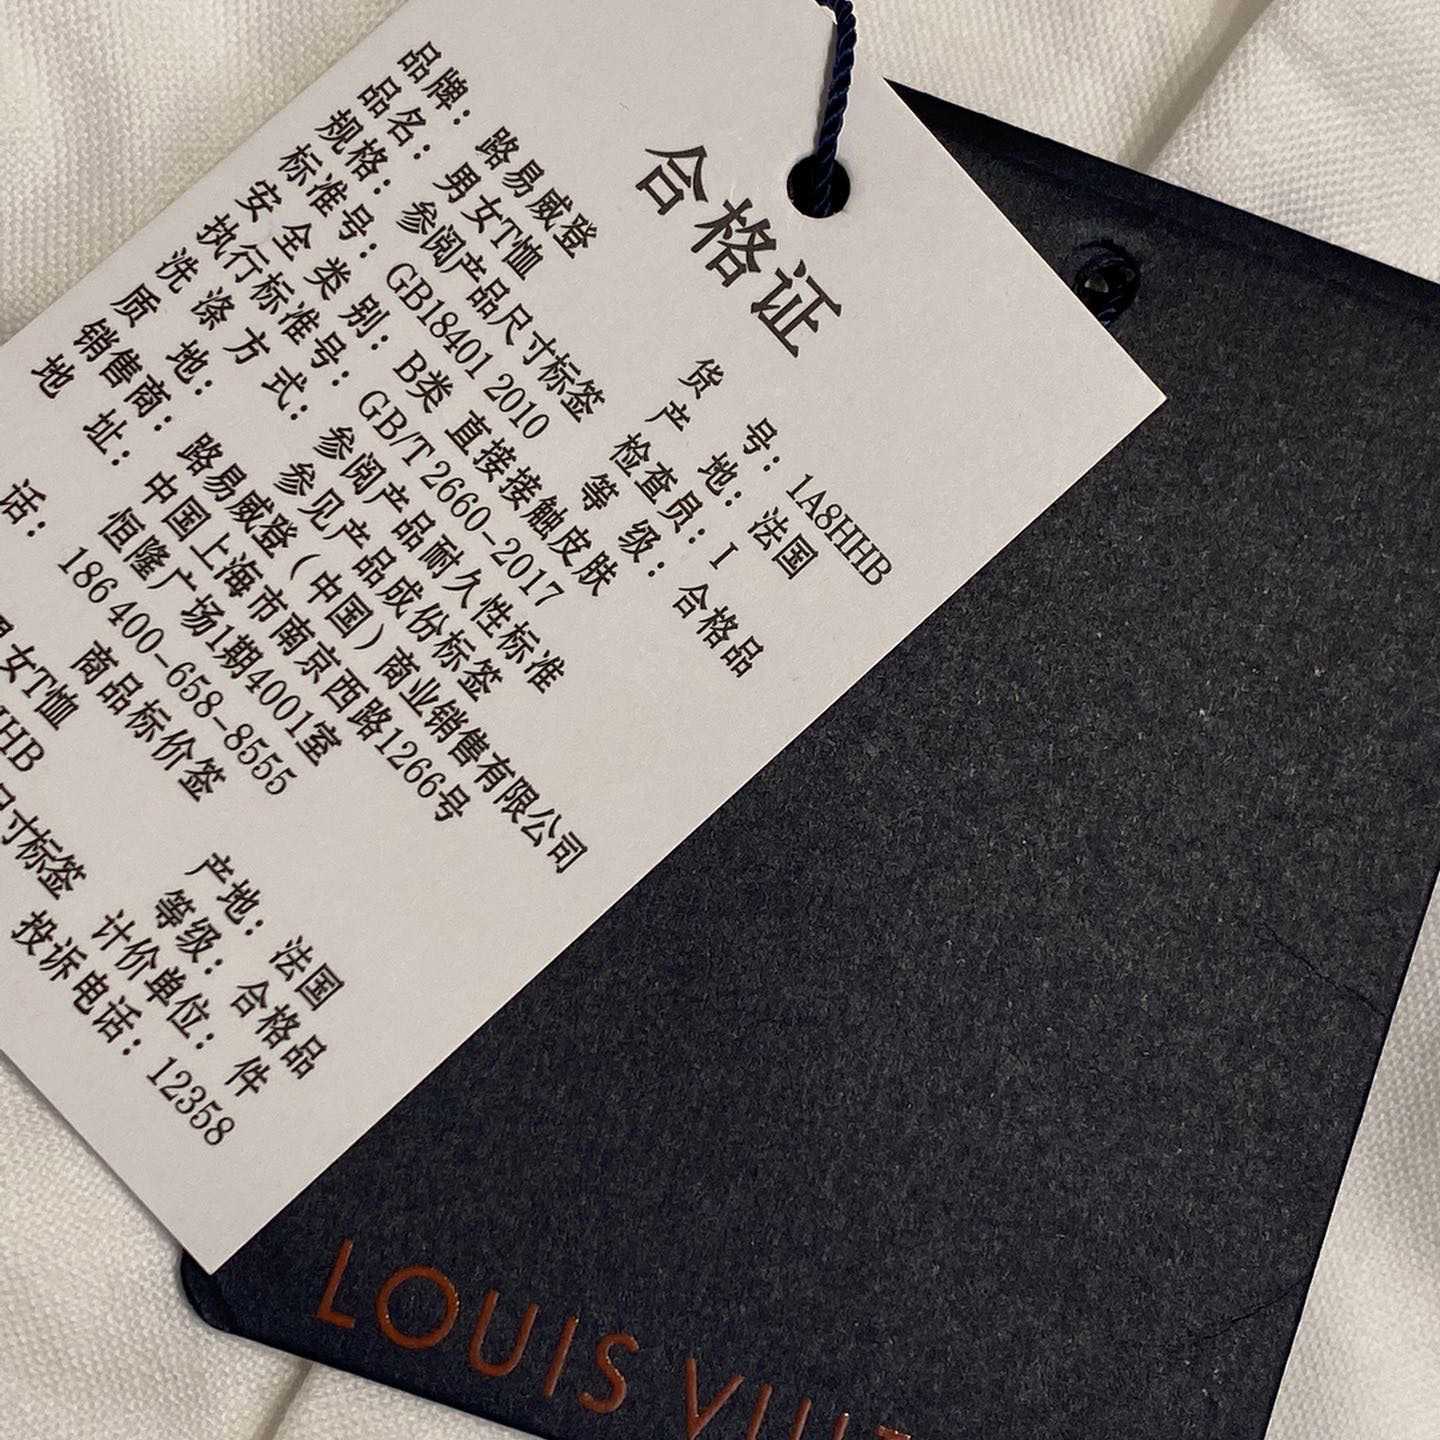 合格证
品牌：路易威登
货号：1A8HHB
品名：男女T恤
产地：法国
规格：参阅产品尺寸标签
检查员：I
标准号：GB18401 2010
等级：合格品
安全类别：B类 直接接触皮肤
执行标准号：GB/T 2660-2017
洗涤方式：参阅产品耐久性标准
质地：参见产品成份标签
销售商：路易威登（中国）商业销售有限公司
地址：中国上海市南京西路1266号
恒隆广场1期4001室
话：186 400-658-8555
商品标价签
女T恤
产地：法国
HHB
等级：合格品
尺寸标签
计价单位：件
投诉电话：12358
LOUIS VUIT